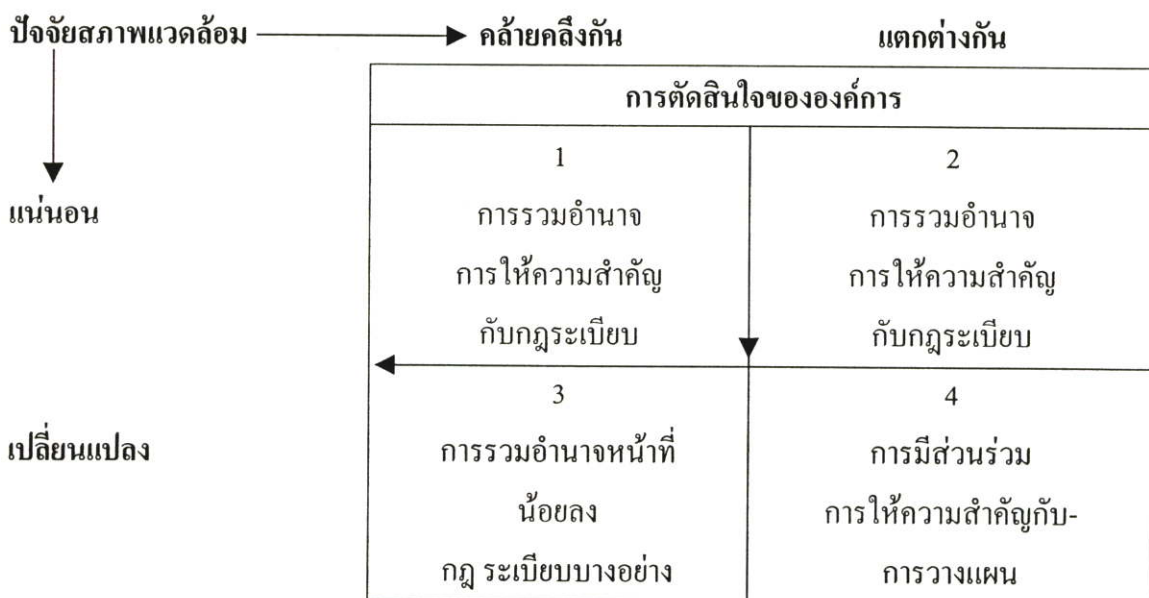 ปัจจัยสภาพแวดล้อม คล้ายคลึงกัน แตกต่างกัน
การตัดสินใจขององค์การ
1 2
แน่นอน การรวมอำนาจ การรวมอำนาจ
การให้ความสำคัญ การให้ความสำคัญ
กับกฎระเบียบ กับกฎระเบียบ
3 4
เปลี่ยนแปลง การรวมอำนาจหน้าที่ การมีส่วนร่วม
น้อยลง การให้ความสำคัญกับ-
กฎ ระเบียบบางอย่าง การวางแผน